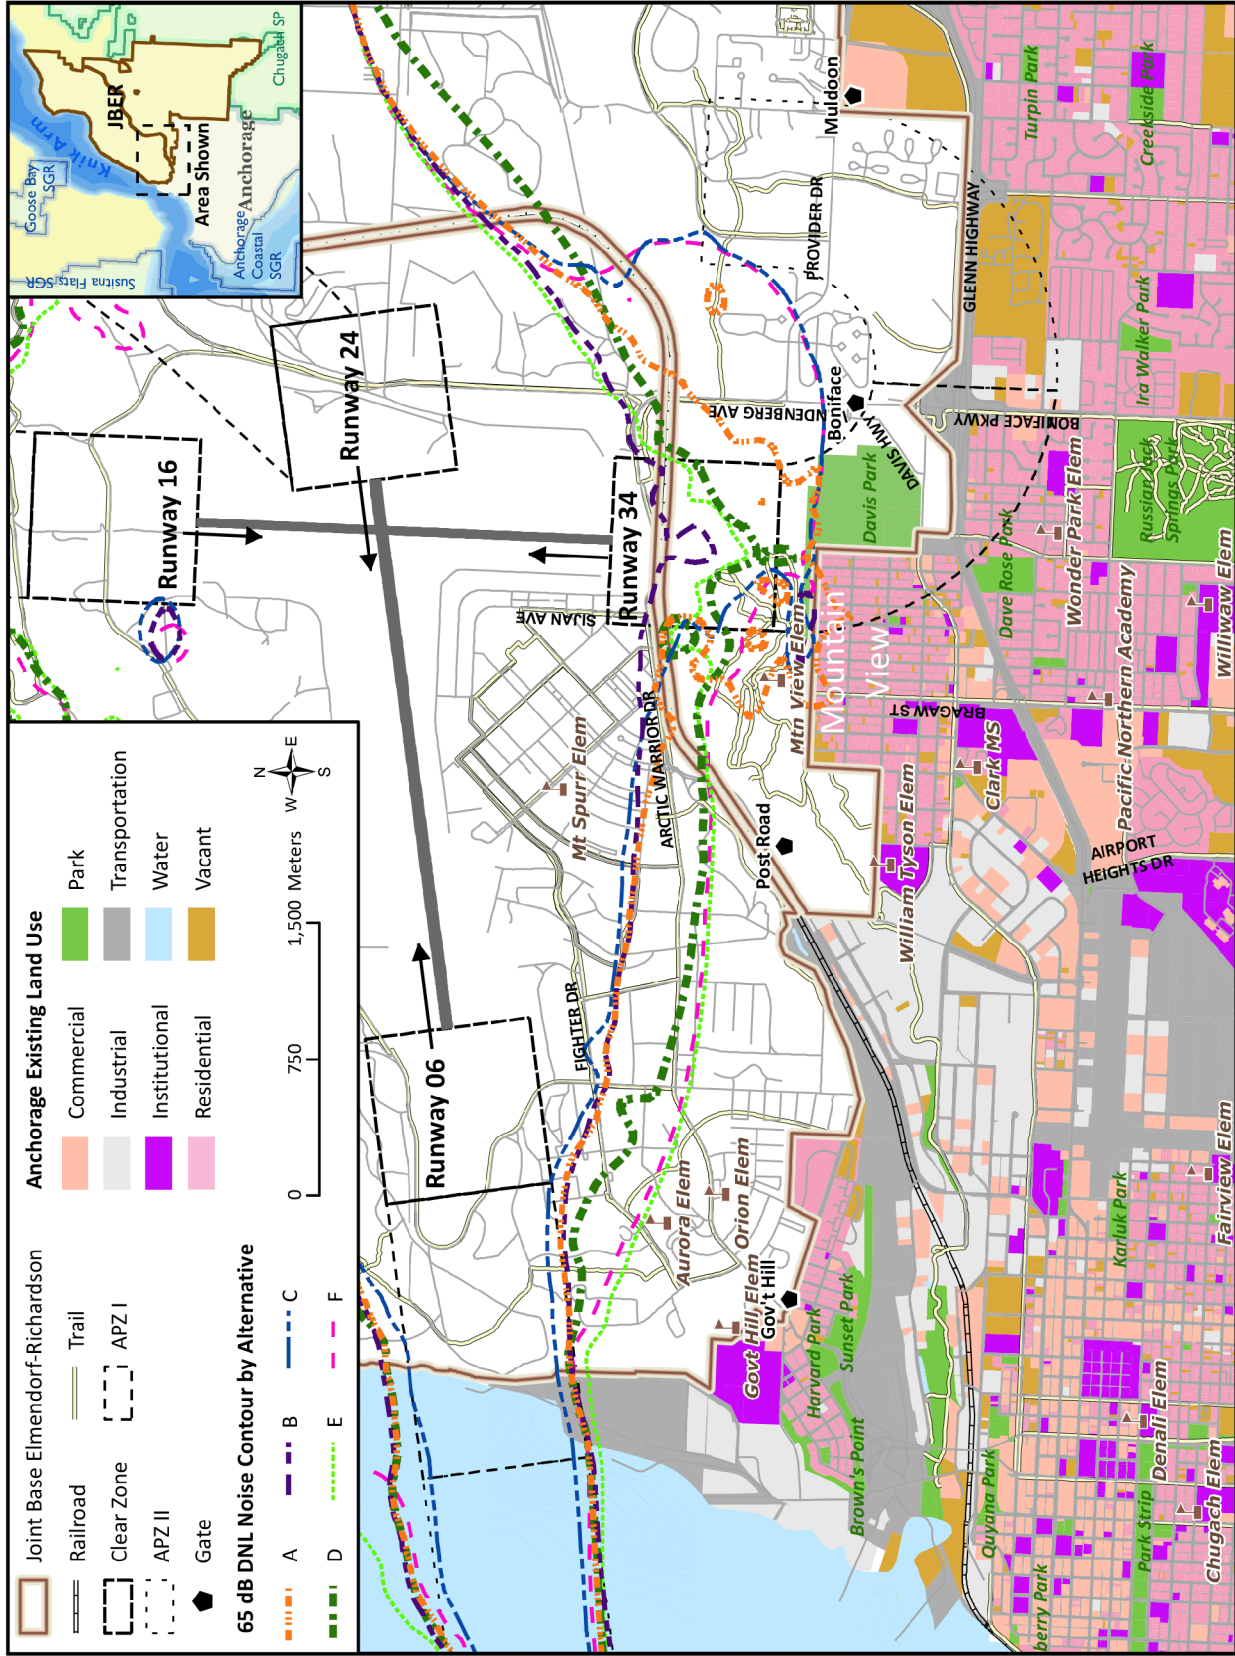 Joint Base Elmendorf-Richardson
Railroad
Trail
Clear Zone
APZ I
APZ II
Gate
65 dB DNL Noise Contour by Alternative
A
B
C
D
E
F
Anchorage Existing Land Use
Commercial
Industrial
Institutional
Residential
Park
Transportation
Water
Vacant
0
750
1,500 Meters
N
W
E
S
Goose Bay
SGR
Knik Arm
JBER
Susitna Flats SGR
Area Shown
Anchorage
Coastal
SGR
Anchorage
Chugach SP
Runway 16
Runway 24
Runway 06
Runway 34
SIJAN AVE
Mt Spurr Elem
ARCTIC WARRIOR DR
FIGHTER DR
Post Road
Aurora Elem
Orion Elem
Govt Hill Elem
Gov't Hill
Harvard Park
Sunset Park
Brown's Point
Muldoon
PROVIDER DR
GLENN HIGHWAY
NDENBERG AVE
Boniface
DAVIS HWY
BONIFACE PKWY
Davis Park
Mtn View Elem
Mountain
View
BRAGAW ST
Dave Rose Park
Wonder Park Elem
Russian Jack
Springs Park
Turpin Park
Creekside Park
Ira Walker Park
Williwaw Elem
Pacific Northern Academy
Clark MS
William Tyson Elem
AIRPORT
HEIGHTS DR
Fairview Elem
Karluk Park
Denali Elem
Chugach Elem
Park Strip
Quyana Park
berry Park